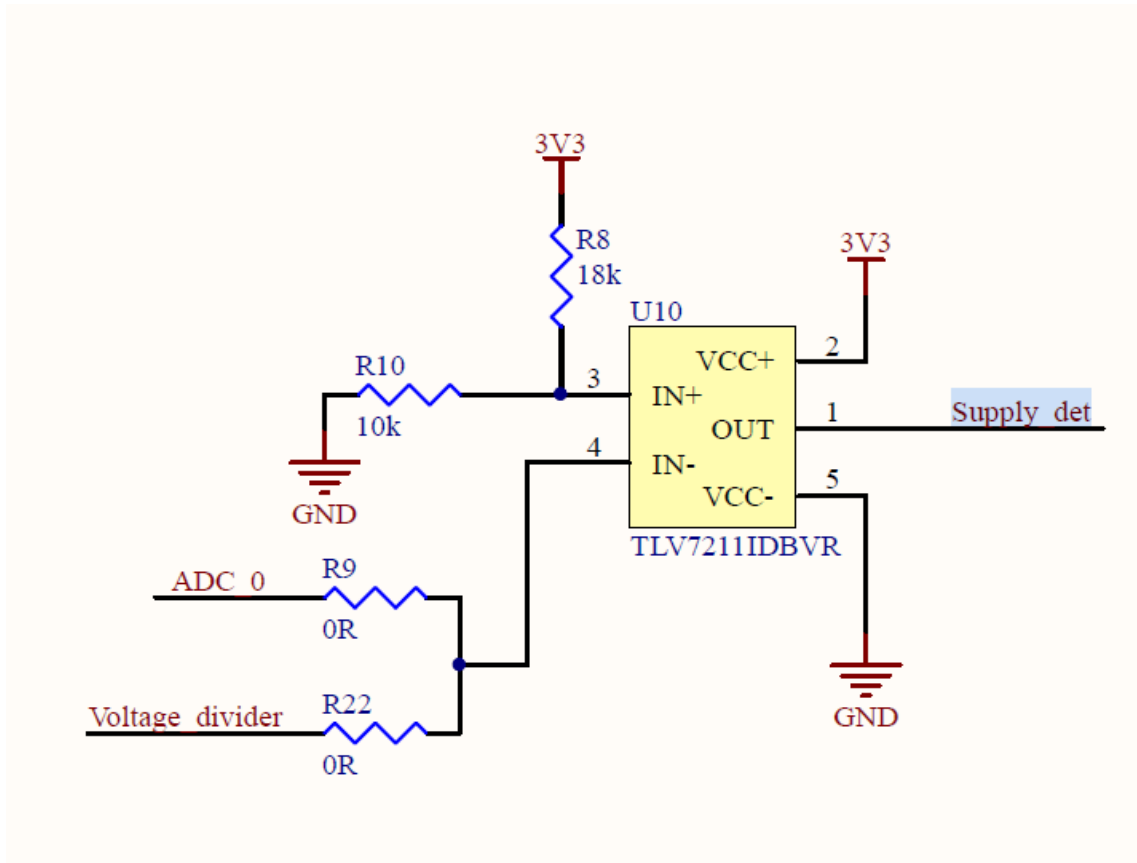 3V3
R8
18k
3V3
U10
VCC+
2
R10
10k
3
IN+
OUT
1
Supply_det
4
IN-
VCC-
5
GND
TLV7211IDBVR
ADC_0
R9
0R
Voltage_divider
R22
0R
GND